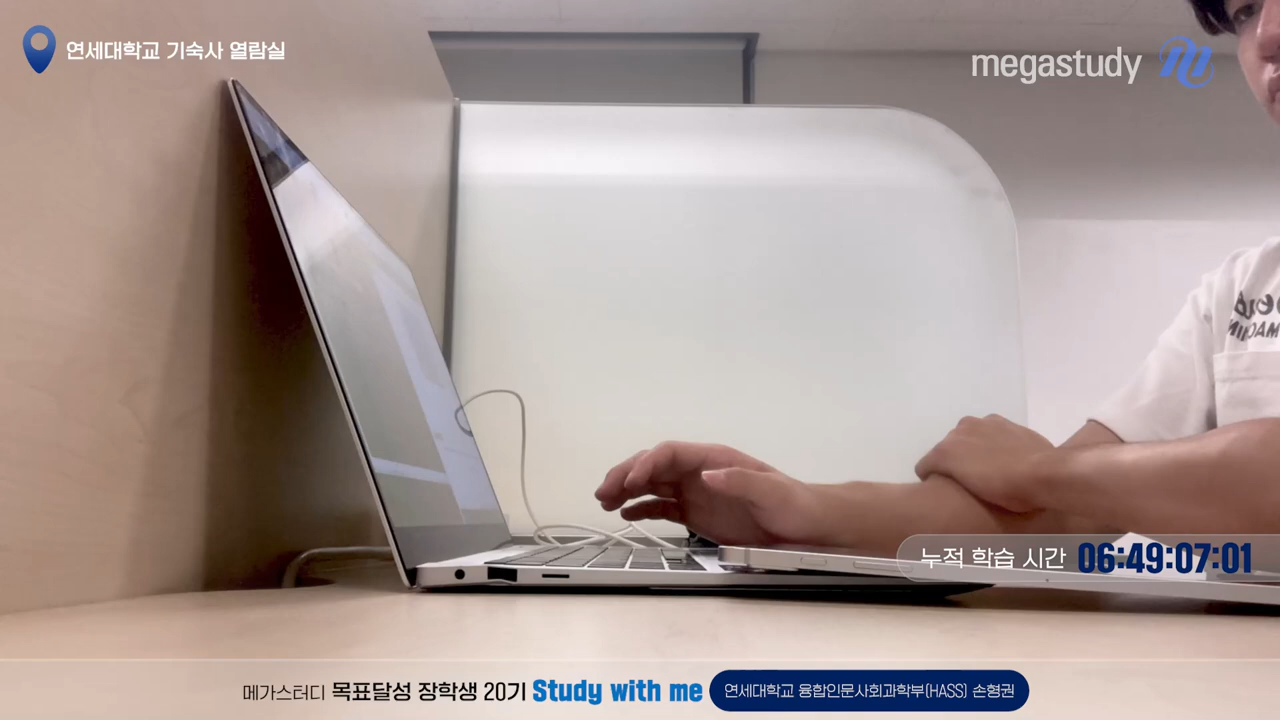 연세대학교 기숙사 열람실
megastudy
누적 학습 시간 06:49:07:01
메가스터디 목표달성 장학생 20기 Study with me 연세대학교 융합인문사회과학부(HASS) 손형권